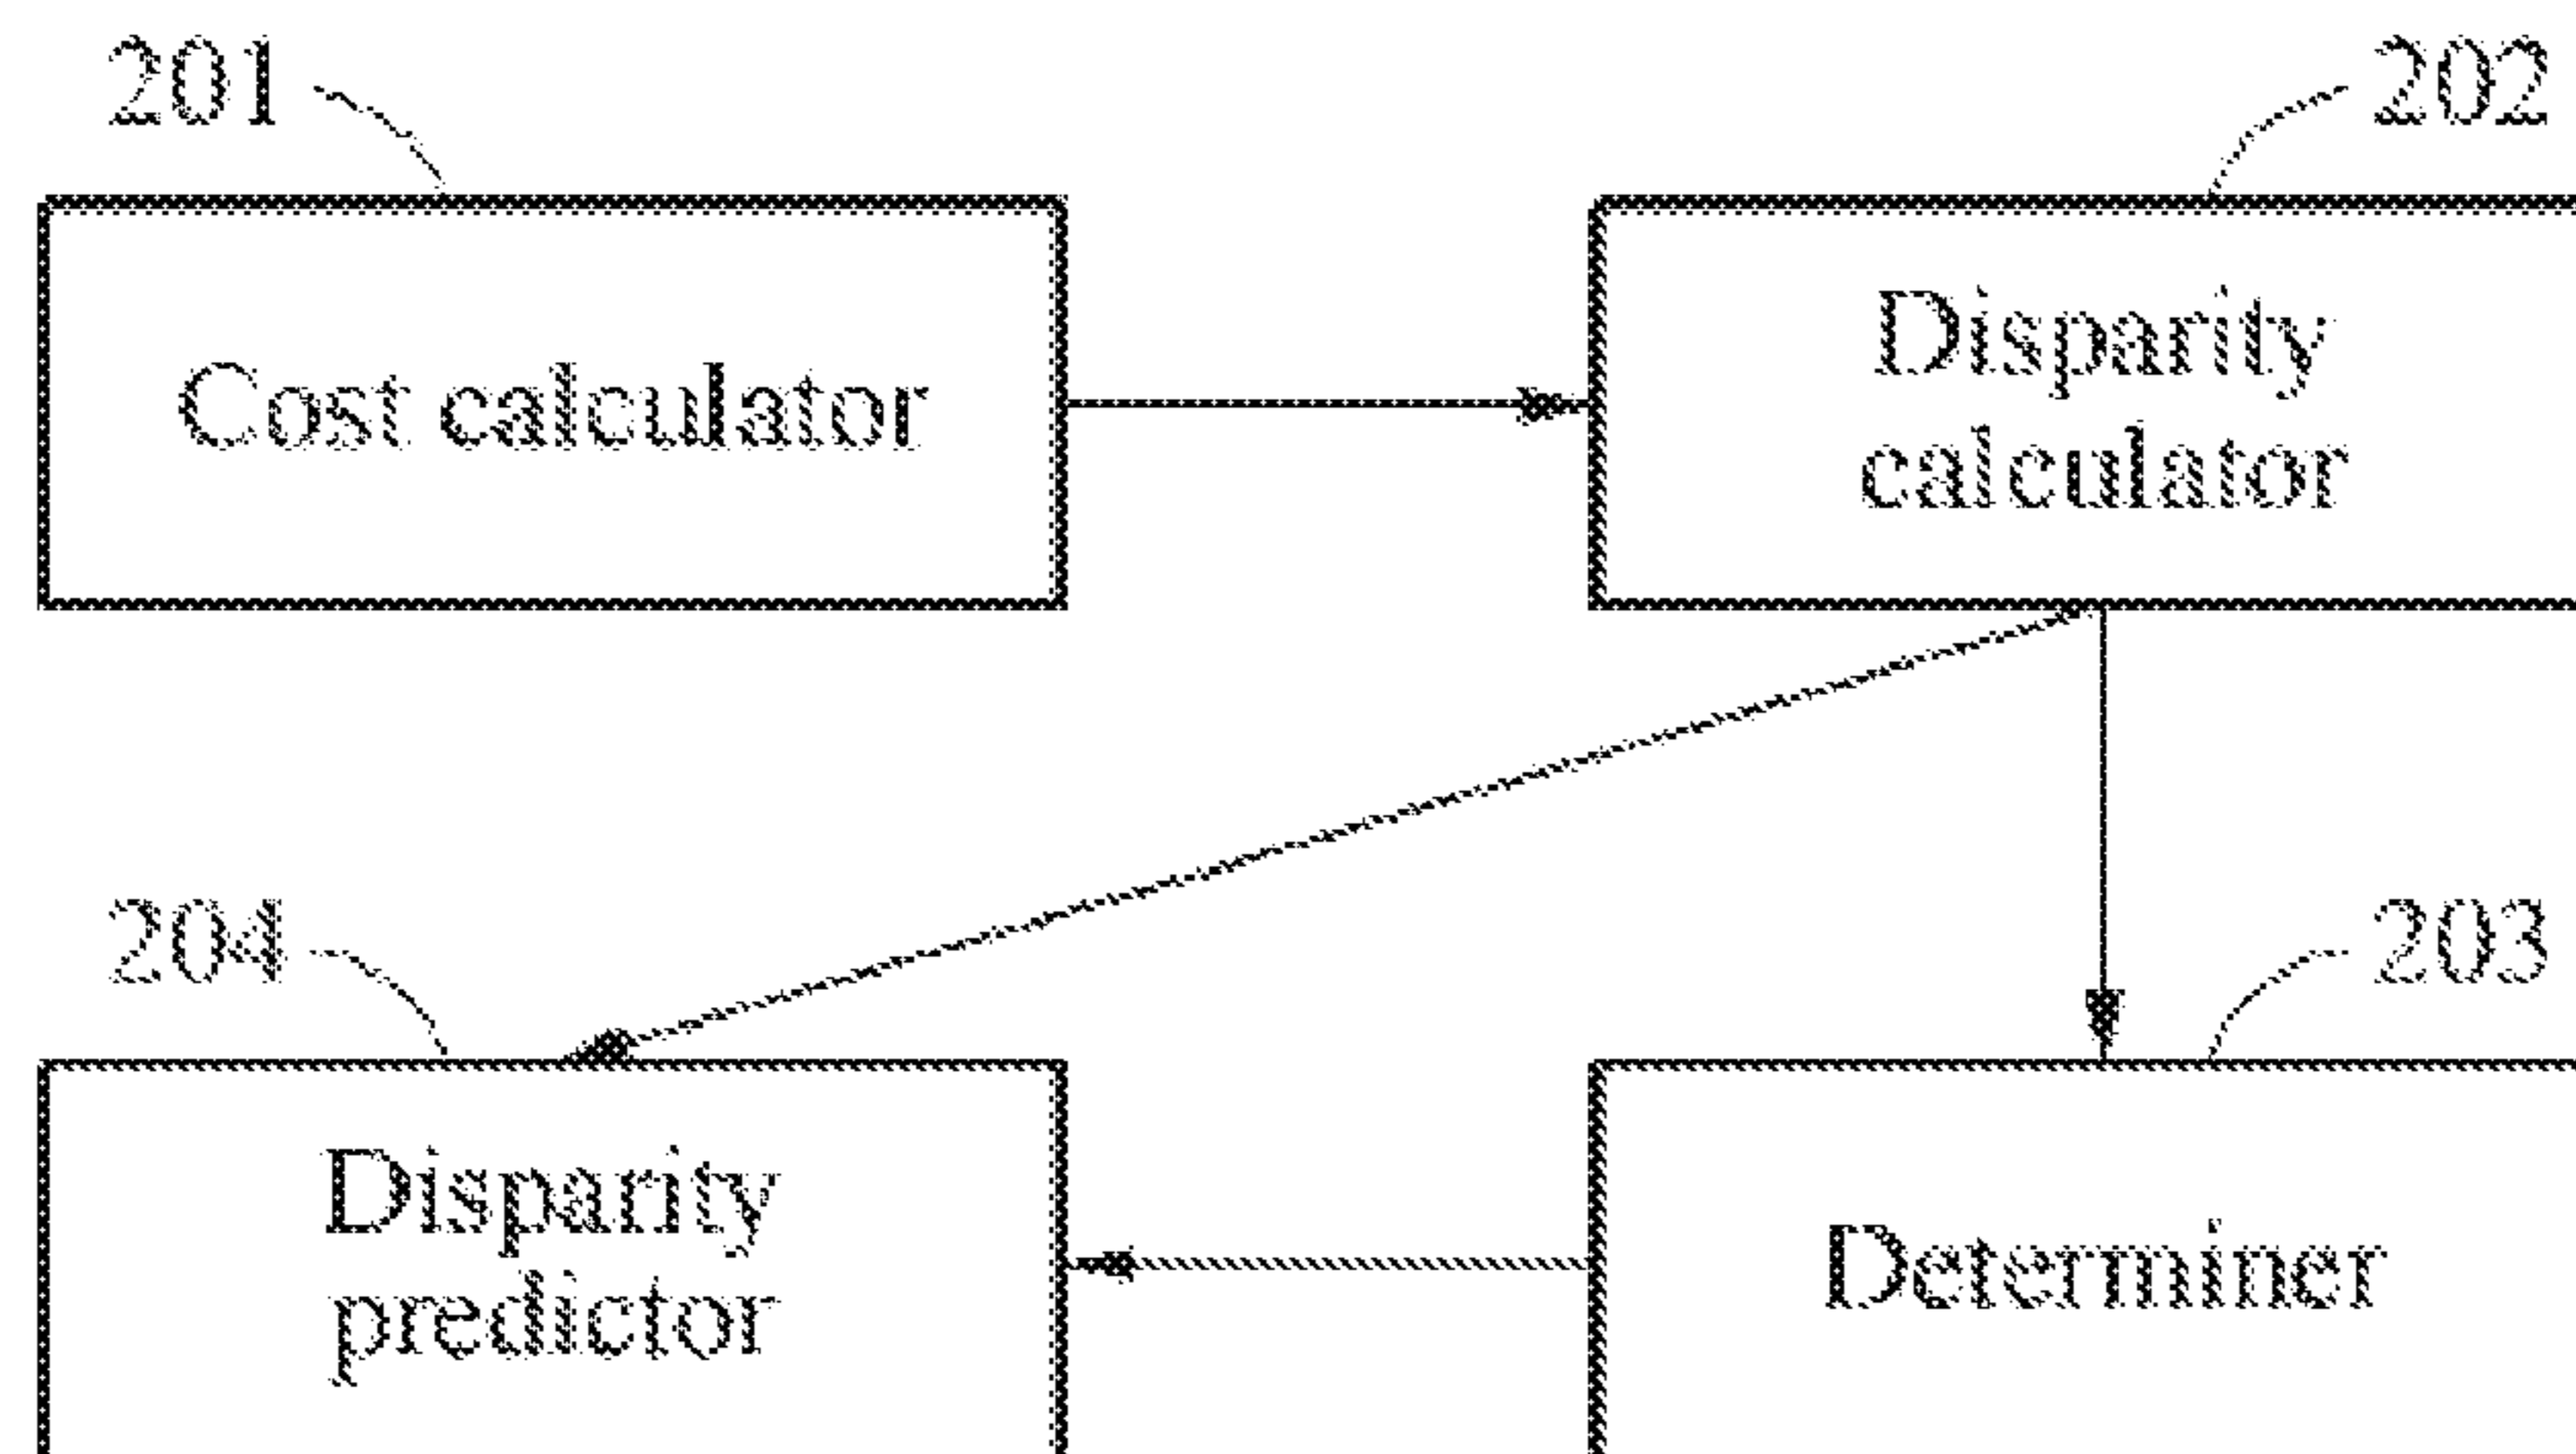 201
202
Cost calculator
Disparity
calculator
204
203
Disparity
predictor
Determiner